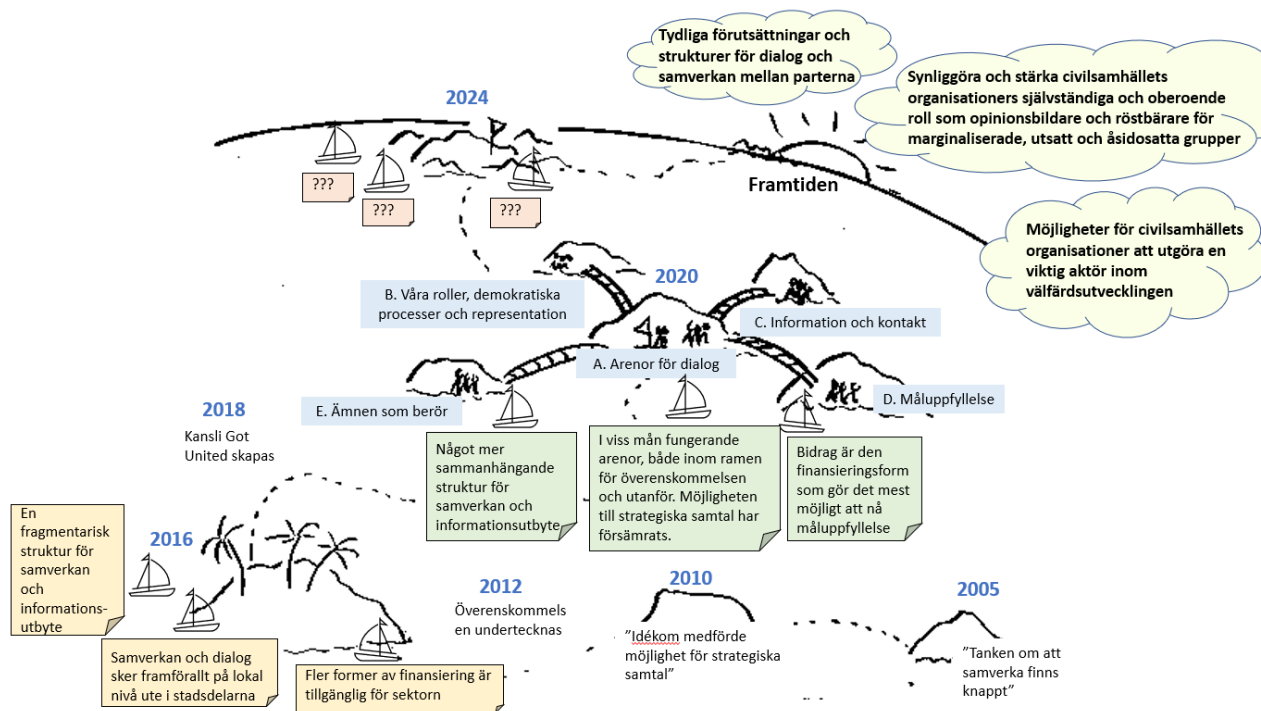 Tydliga förutsättningar och
strukturer för dialog och
samverkan mellan parterna
Synliggöra och stärka civilsamhällets
organisationers självständiga och oberoende
roll som opinionsbildare och röstbärare för
marginaliserade, utsatt och åsidosatta grupper
2024
???
???
???
Framtiden
Möjligheter för civilsamhällets
organisationer att utgöra en
viktig aktör inom
välfärdsutvecklingen
2020
B. Våra roller, demokratiska
processer och representation
C. Information och kontakt
A. Arenor för dialog
E. Ämnen som berör
D. Måluppfyllelse
2018
Kansli Got
United skapas
Något mer
sammanhängande
struktur för
samverkan och
informationsutbyte
I viss mån fungerande
arenor, både inom ramen
för överenskommelsen
och utanför. Möjligheten
till strategiska samtal har
försämrats.
Bidrag är den
finansieringsform
som gör det mest
möjligt att nå
måluppfyllelse
En
fragmentarisk
struktur för
samverkan
och
informations-
utbyte
2016
Samverkan och dialog
sker framförallt på lokal
nivå ute i stadsdelarna
Fler former av finansiering är
tillgänglig för sektorn
2012
Överenskommels
en undertecknas
2010
”Idékom medförde
möjlighet för strategiska
samtal”
2005
”Tanken om att
samverka finns
knappt”